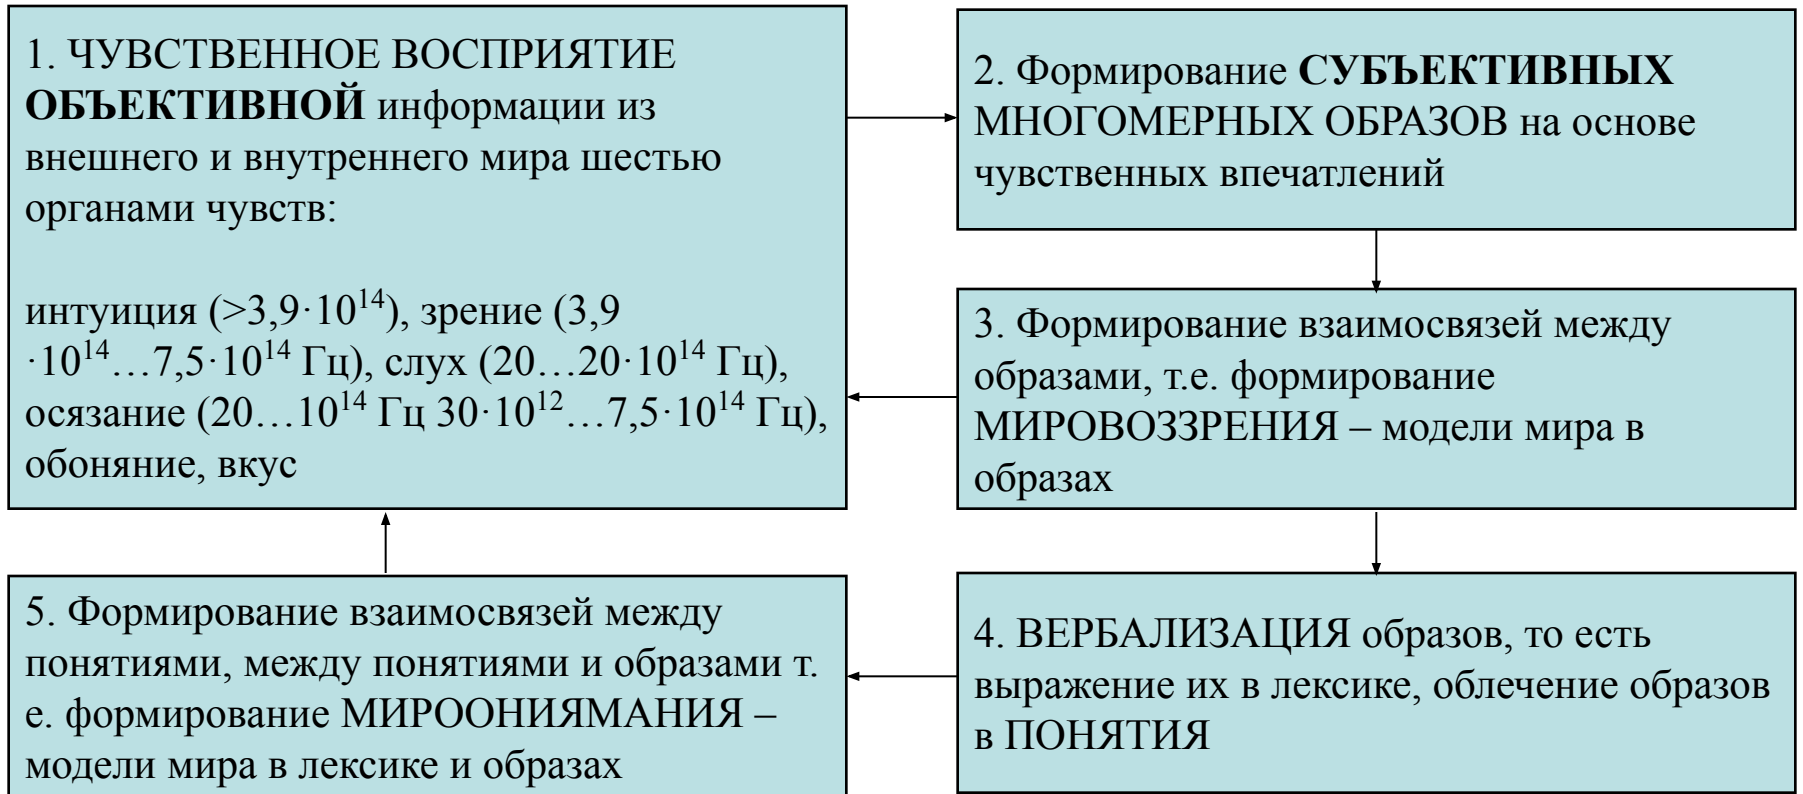 1. ЧУВСТВЕННОЕ ВОСПРИЯТИЕ
ОБЪЕКТИВНОЙ информации из
внешнего и внутреннего мира шестью
органами чувств:
интуиция (>3,9·10¹⁴), зрение (3,9
·10¹⁴…7,5·10¹⁴ Гц), слух (20…20·10¹⁴ Гц),
осязание (20…10¹⁴ Гц 30·10¹²…7,5·10¹⁴ Гц),
обоняние, вкус
2. Формирование СУБЪЕКТИВНЫХ
МНОГОМЕРНЫХ ОБРАЗОВ на основе
чувственных впечатлений
3. Формирование взаимосвязей между
образами, т.е. формирование
МИРОВОЗЗРЕНИЯ – модели мира в
образах
4. ВЕРБАЛИЗАЦИЯ образов, то есть
выражение их в лексике, облечение образов
в ПОНЯТИЯ
5. Формирование взаимосвязей между
понятиями, между понятиями и образами т.
е. формирование МИРООНИЯМАНИЯ –
модели мира в лексике и образах